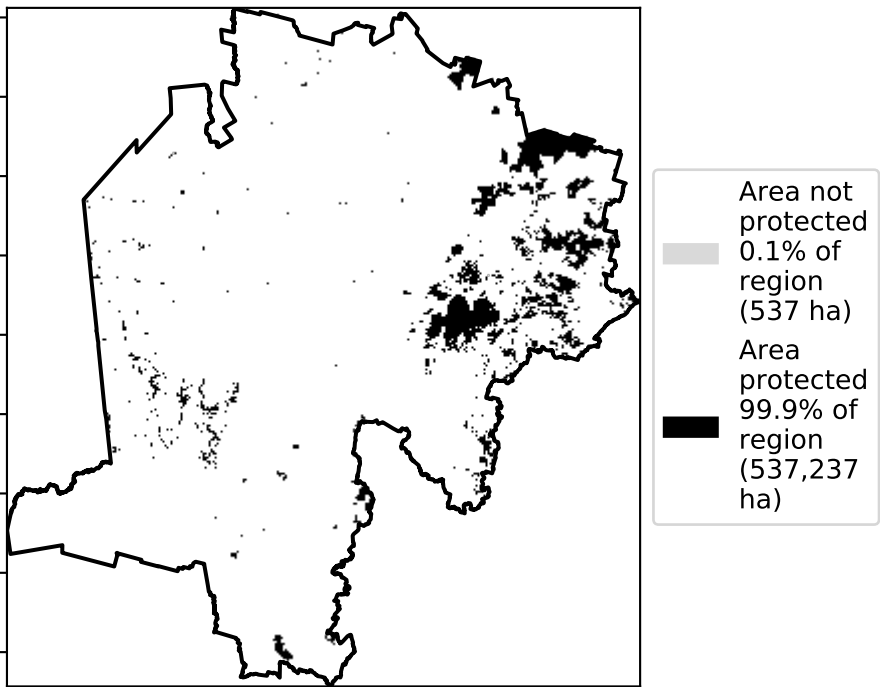 Area not
protected
0.1% of
region
(537 ha)
Area
protected
99.9% of
region
(537,237
ha)